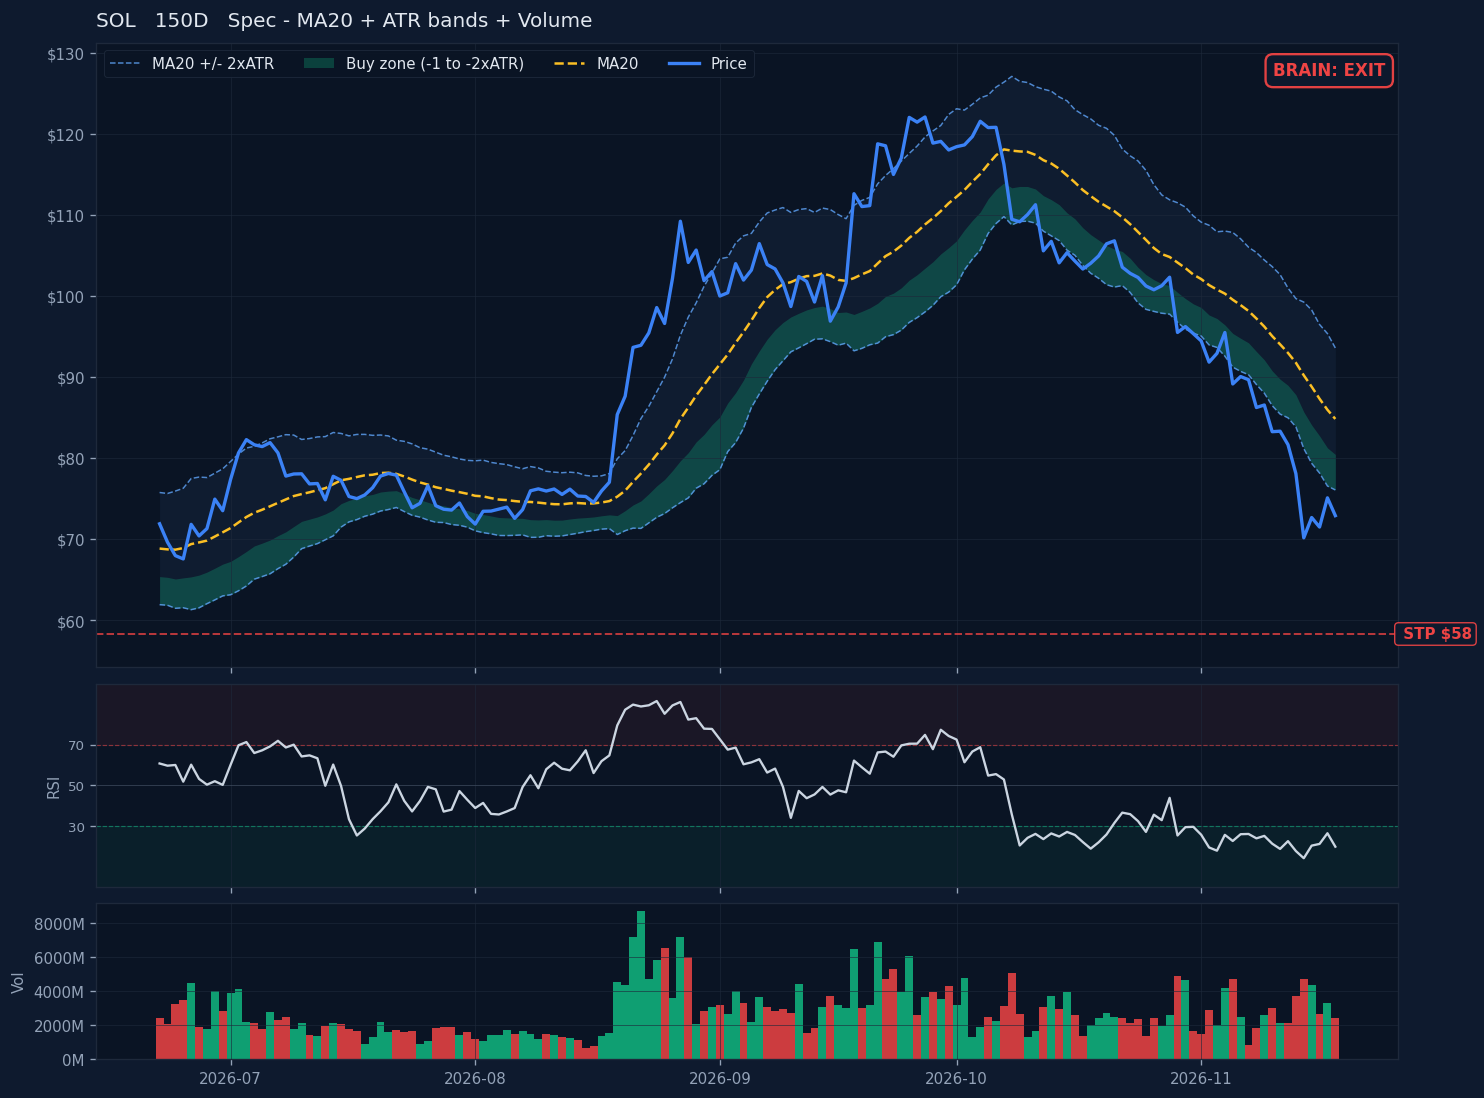 SOL   150D   Spec - MA20 + ATR bands + Volume
MA20 +/- 2xATR
Buy zone (-1 to -2xATR)
MA20
Price
BRAIN: EXIT
$130
$120
$110
$100
$90
$80
$70
$60
STP $58
RSI
70
50
30
Vol
8000M
6000M
4000M
2000M
0M
2026-07
2026-08
2026-09
2026-10
2026-11